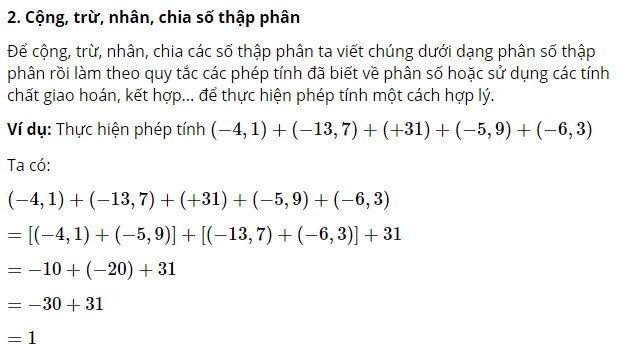 2. Cộng, trừ, nhân, chia số thập phân
Để cộng, trừ, nhân, chia các số thập phân ta viết chúng dưới dạng phân số thập
phân rồi làm theo quy tắc các phép tính đã biết về phân số hoặc sử dụng các tính
chất giao hoán, kết hợp... để thực hiện phép tính một cách hợp lý.
Ví dụ: Thực hiện phép tính (−4, 1) + (−13, 7) + (+31) + (−5, 9) + (−6, 3)
Ta có:
(−4, 1) + (−13, 7) + (+31) + (−5, 9) + (−6, 3)
= [(−4, 1) + (−5, 9)] + [(−13, 7) + (−6, 3)] + 31
= −10 + (−20) + 31
= −30 + 31
= 1